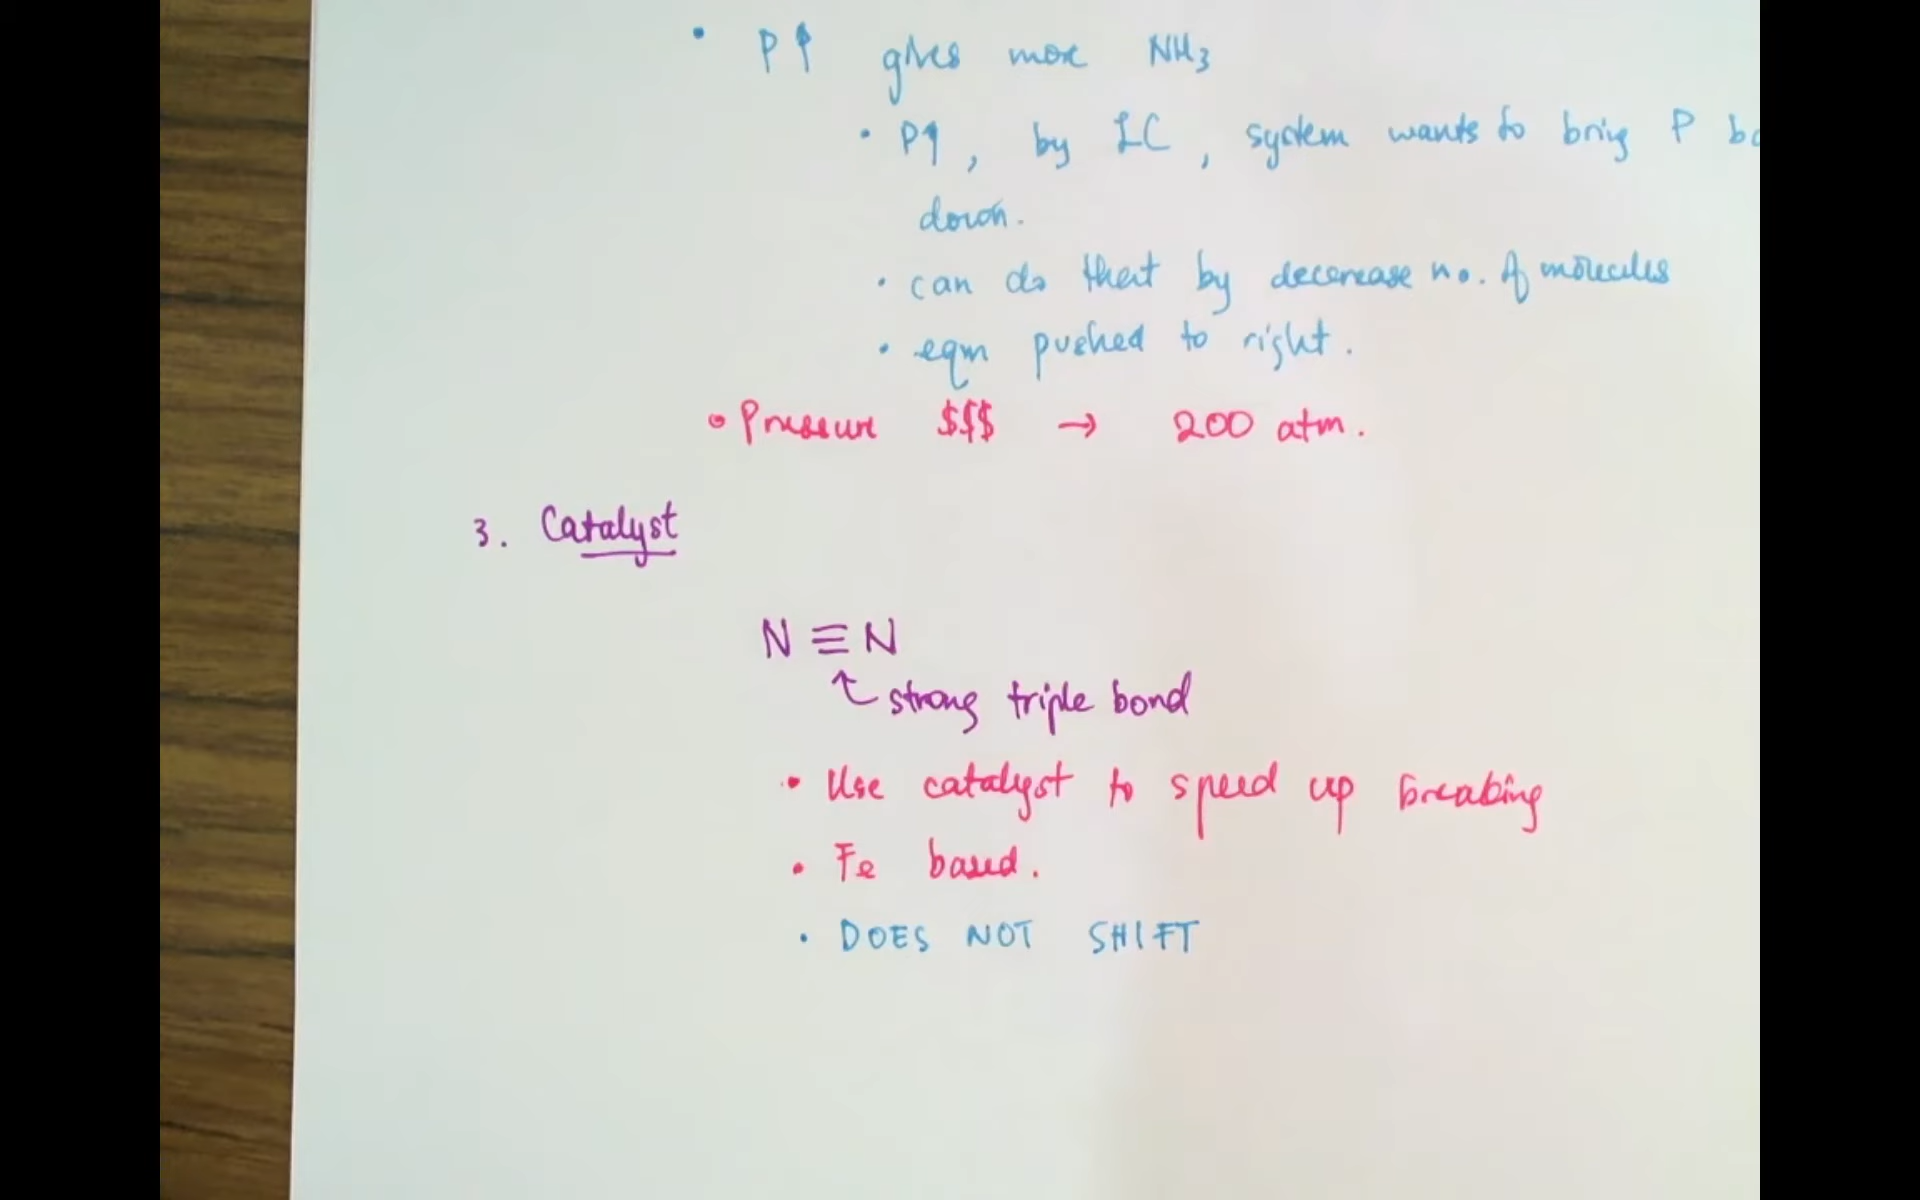 • P↑ gives more NH3
• P↑, by LC, system wants to bring P
down.
• can do that by decerease no. of molecules
• eqm pushed to right.
• Pressure $$$ → 200 atm.
3. Catalyst
N≡N
↑ strong triple bond
• Use catalyst to speed up breaking
• Fe based.
• DOES NOT SHIFT